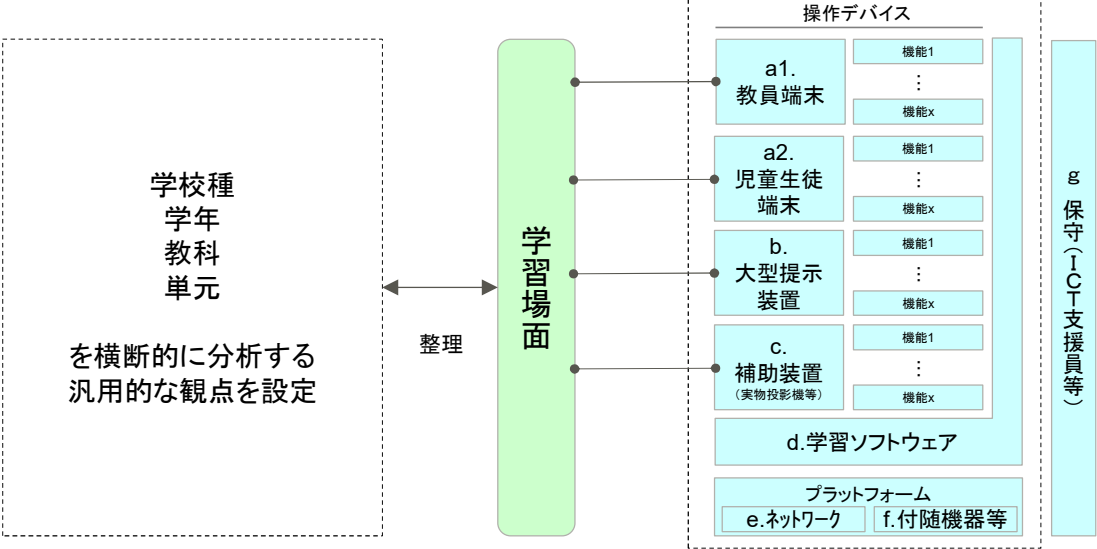 学校種
学年
教科
単元
を横断的に分析する
汎用的な観点を設定
整理
学習場面
操作デバイス
a1.
教員端末
機能1
⋮
機能x
a2.
児童生徒
端末
機能1
⋮
機能x
b.
大型提示
装置
機能1
⋮
機能x
c.
補助装置
（実物投影機等）
機能1
⋮
機能x
d.学習ソフトウェア
プラットフォーム
e.ネットワーク
f.付随機器等
g 保守（ICT支援員等）